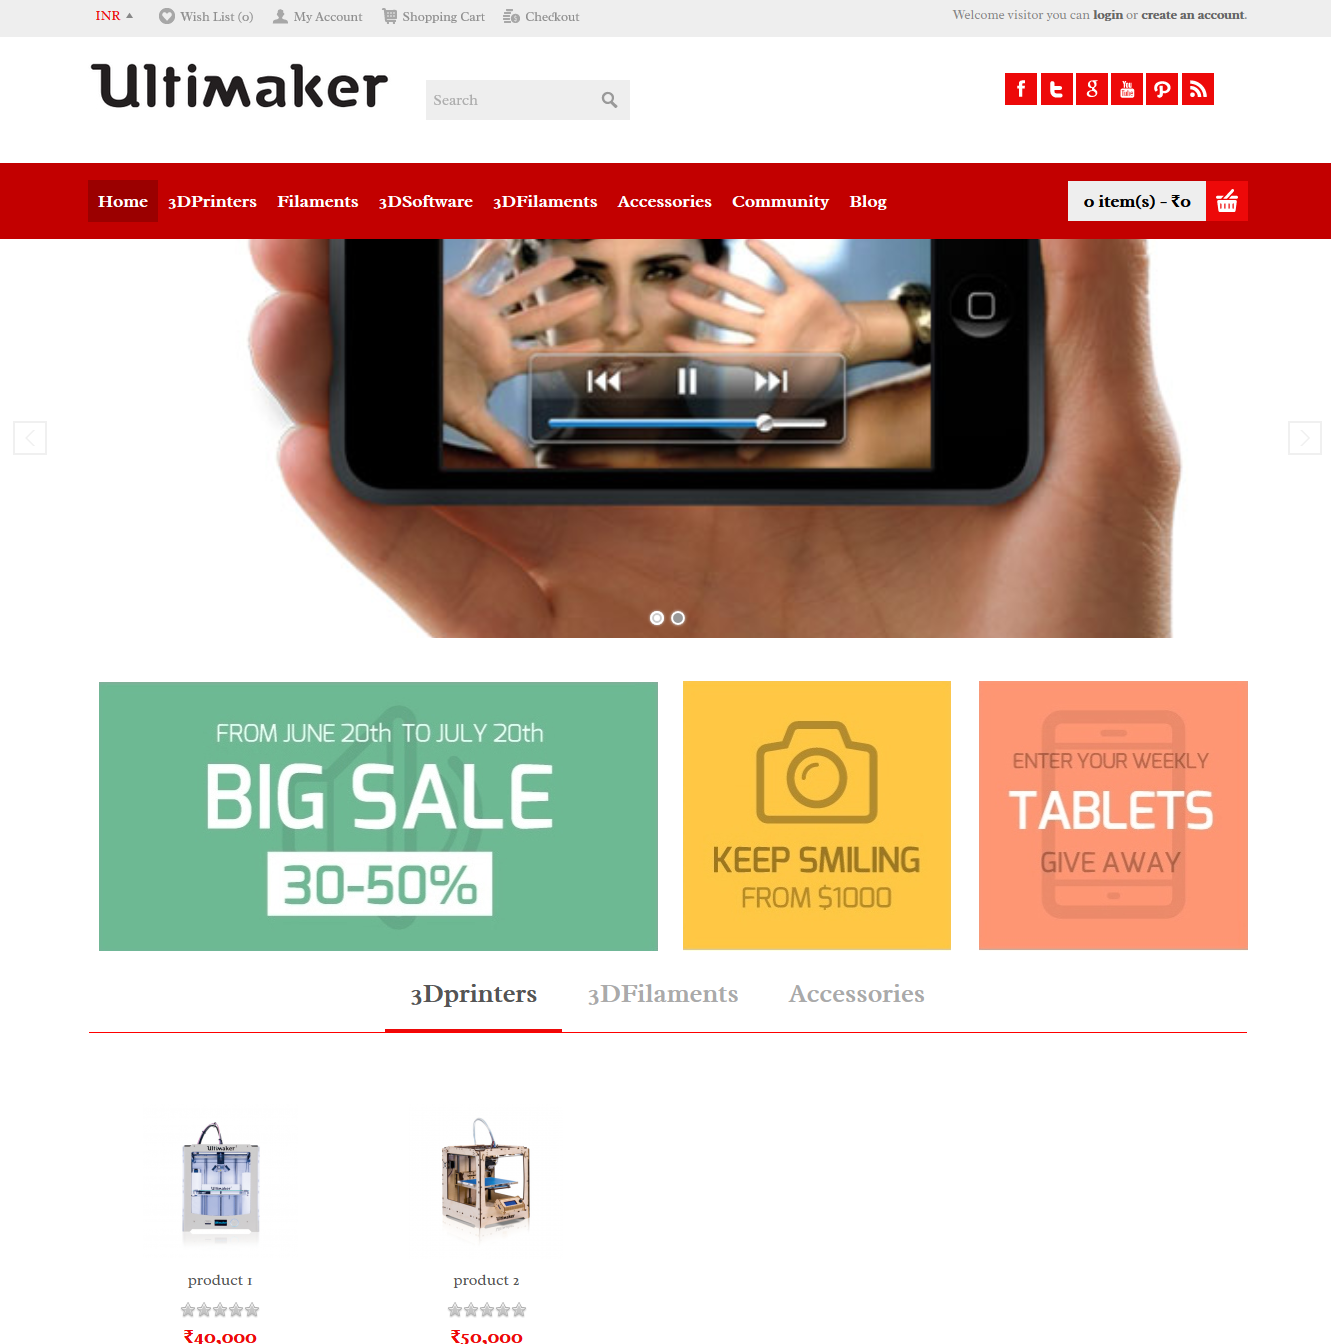 INR Wish List (0) My Account Shopping Cart Checkout Welcome visitor you can login or create an account.
Ultimaker
Search
Home 3DPrinters Filaments 3DSoftware 3DFilaments Accessories Community Blog 0 item(s) - ₹0
FROM JUNE 20th TO JULY 20th
BIG SALE
30-50%
KEEP SMILING
FROM $1000
ENTER YOUR WEEKLY
TABLETS
GIVE AWAY
3Dprinters 3DFilaments Accessories
Ultimaker
Ultimaker
Ultimaker
product 1 product 2
₹40,000 ₹50,000